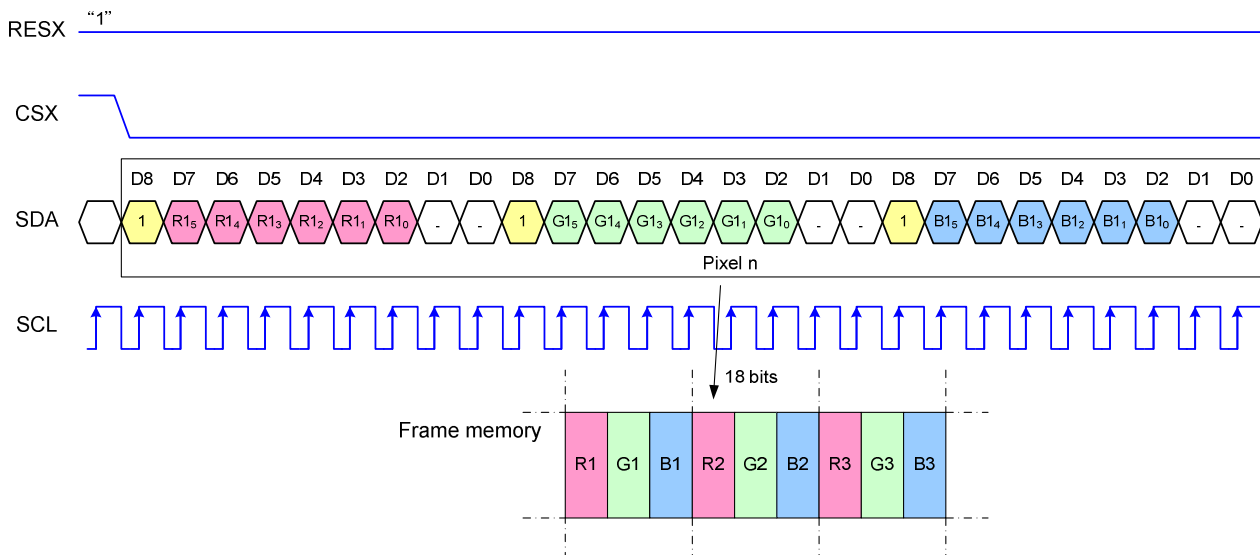 RESX "1"
CSX
D8 D7 D6 D5 D4 D3 D2 D1 D0 D8 D7 D6 D5 D4 D3 D2 D1 D0 D8 D7 D6 D5 D4 D3 D2 D1 D0
SDA 1 R1₅ R1₄ R1₃ R1₂ R1₁ R1₀ - - 1 G1₅ G1₄ G1₃ G1₂ G1₁ G1₀ - - 1 B1₅ B1₄ B1₃ B1₂ B1₁ B1₀ - -
Pixel n
SCL
18 bits
Frame memory
R1 G1 B1 R2 G2 B2 R3 G3 B3